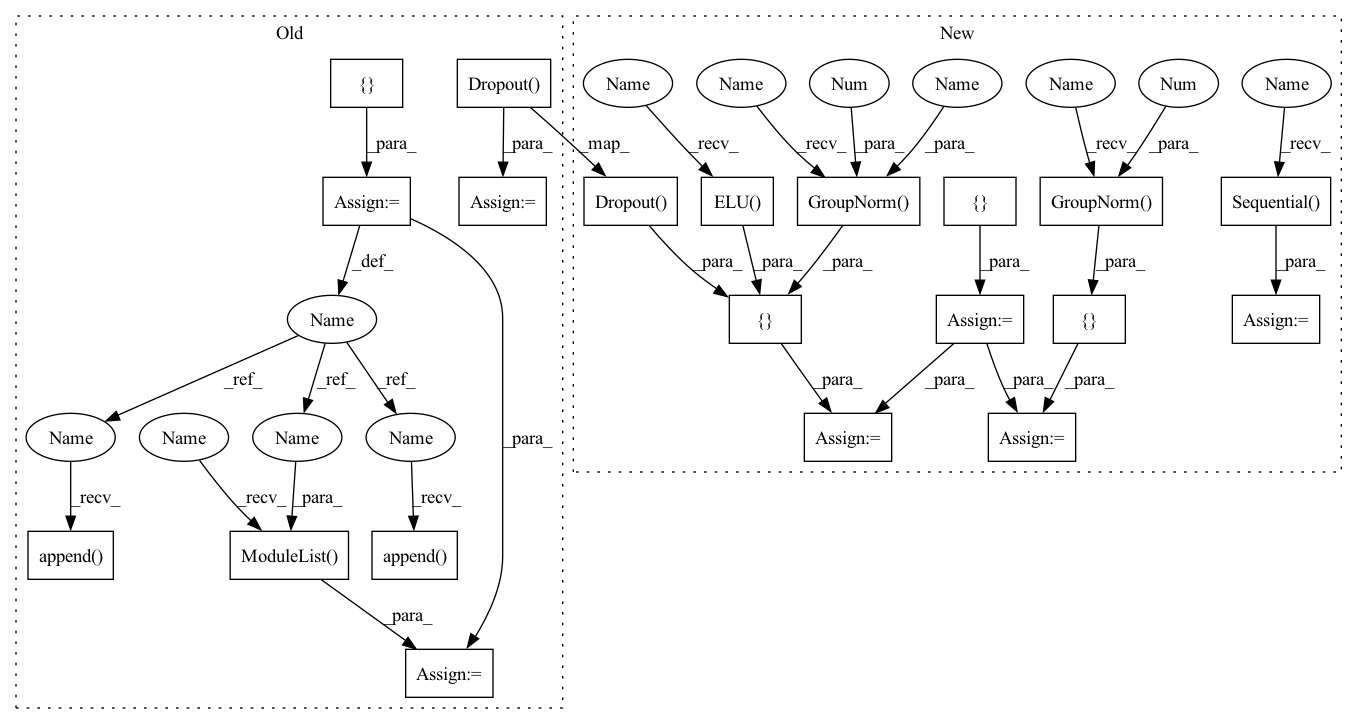 Old New
{} Dropout() Name Name Num Name Name Num Name
_para_ _para_ _map_ _recv_ _recv_ _para_ _para_ _recv_ _para_ _recv_
Assign:= Assign:= Dropout() ELU() GroupNorm() {} GroupNorm() Sequential()
_def_ _para_ _para_ _para_ _para_ _para_ _para_
Name {} Assign:= {} Assign:=
_ref_ _ref_ _ref_ _para_ _para_ _para_ _para_
Name Name Name Name _para_ Assign:= Assign:=
_recv_ _recv_ _para_ _recv_
append() ModuleList() append()
_para_
Assign:=